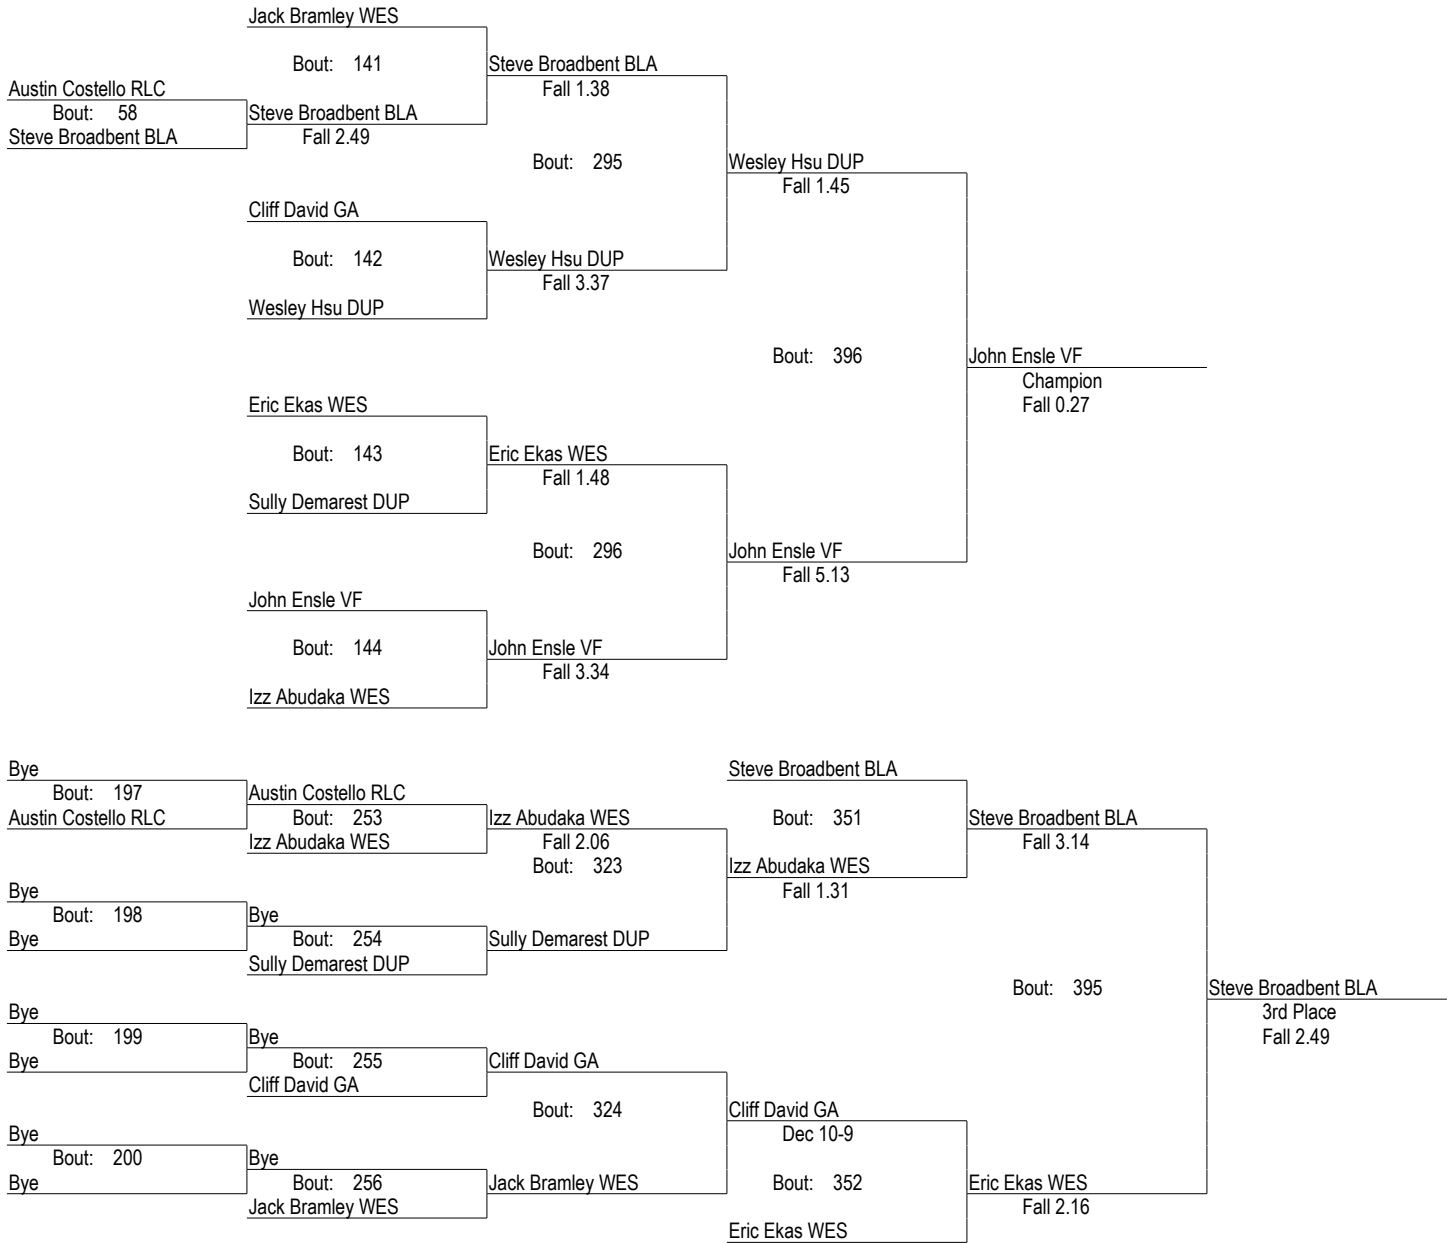 Jack Bramley WES
Bout: 141
Steve Broadbent BLA
Fall 1.38
Austin Costello RLC
Bout: 58
Steve Broadbent BLA
Steve Broadbent BLA
Fall 2.49
Bout: 295
Wesley Hsu DUP
Fall 1.45
Cliff David GA
Bout: 142
Wesley Hsu DUP
Fall 3.37
Wesley Hsu DUP
Bout: 396
John Ensle VF
Champion
Fall 0.27
Eric Ekas WES
Bout: 143
Eric Ekas WES
Fall 1.48
Sully Demarest DUP
Bout: 296
John Ensle VF
Fall 5.13
John Ensle VF
Bout: 144
John Ensle VF
Fall 3.34
Izz Abudaka WES
Bye
Bout: 197
Austin Costello RLC
Austin Costello RLC
Bout: 253
Izz Abudaka WES
Izz Abudaka WES
Fall 2.06
Bout: 323
Steve Broadbent BLA
Bout: 351
Izz Abudaka WES
Fall 1.31
Steve Broadbent BLA
Fall 3.14
Bye
Bout: 198
Bye
Bye
Bout: 254
Sully Demarest DUP
Sully Demarest DUP
Bout: 395
Steve Broadbent BLA
3rd Place
Fall 2.49
Bye
Bout: 199
Bye
Bye
Bout: 255
Cliff David GA
Cliff David GA
Bout: 324
Cliff David GA
Dec 10-9
Bye
Bout: 200
Bye
Bye
Bout: 256
Jack Bramley WES
Jack Bramley WES
Bout: 352
Eric Ekas WES
Eric Ekas WES
Fall 2.16